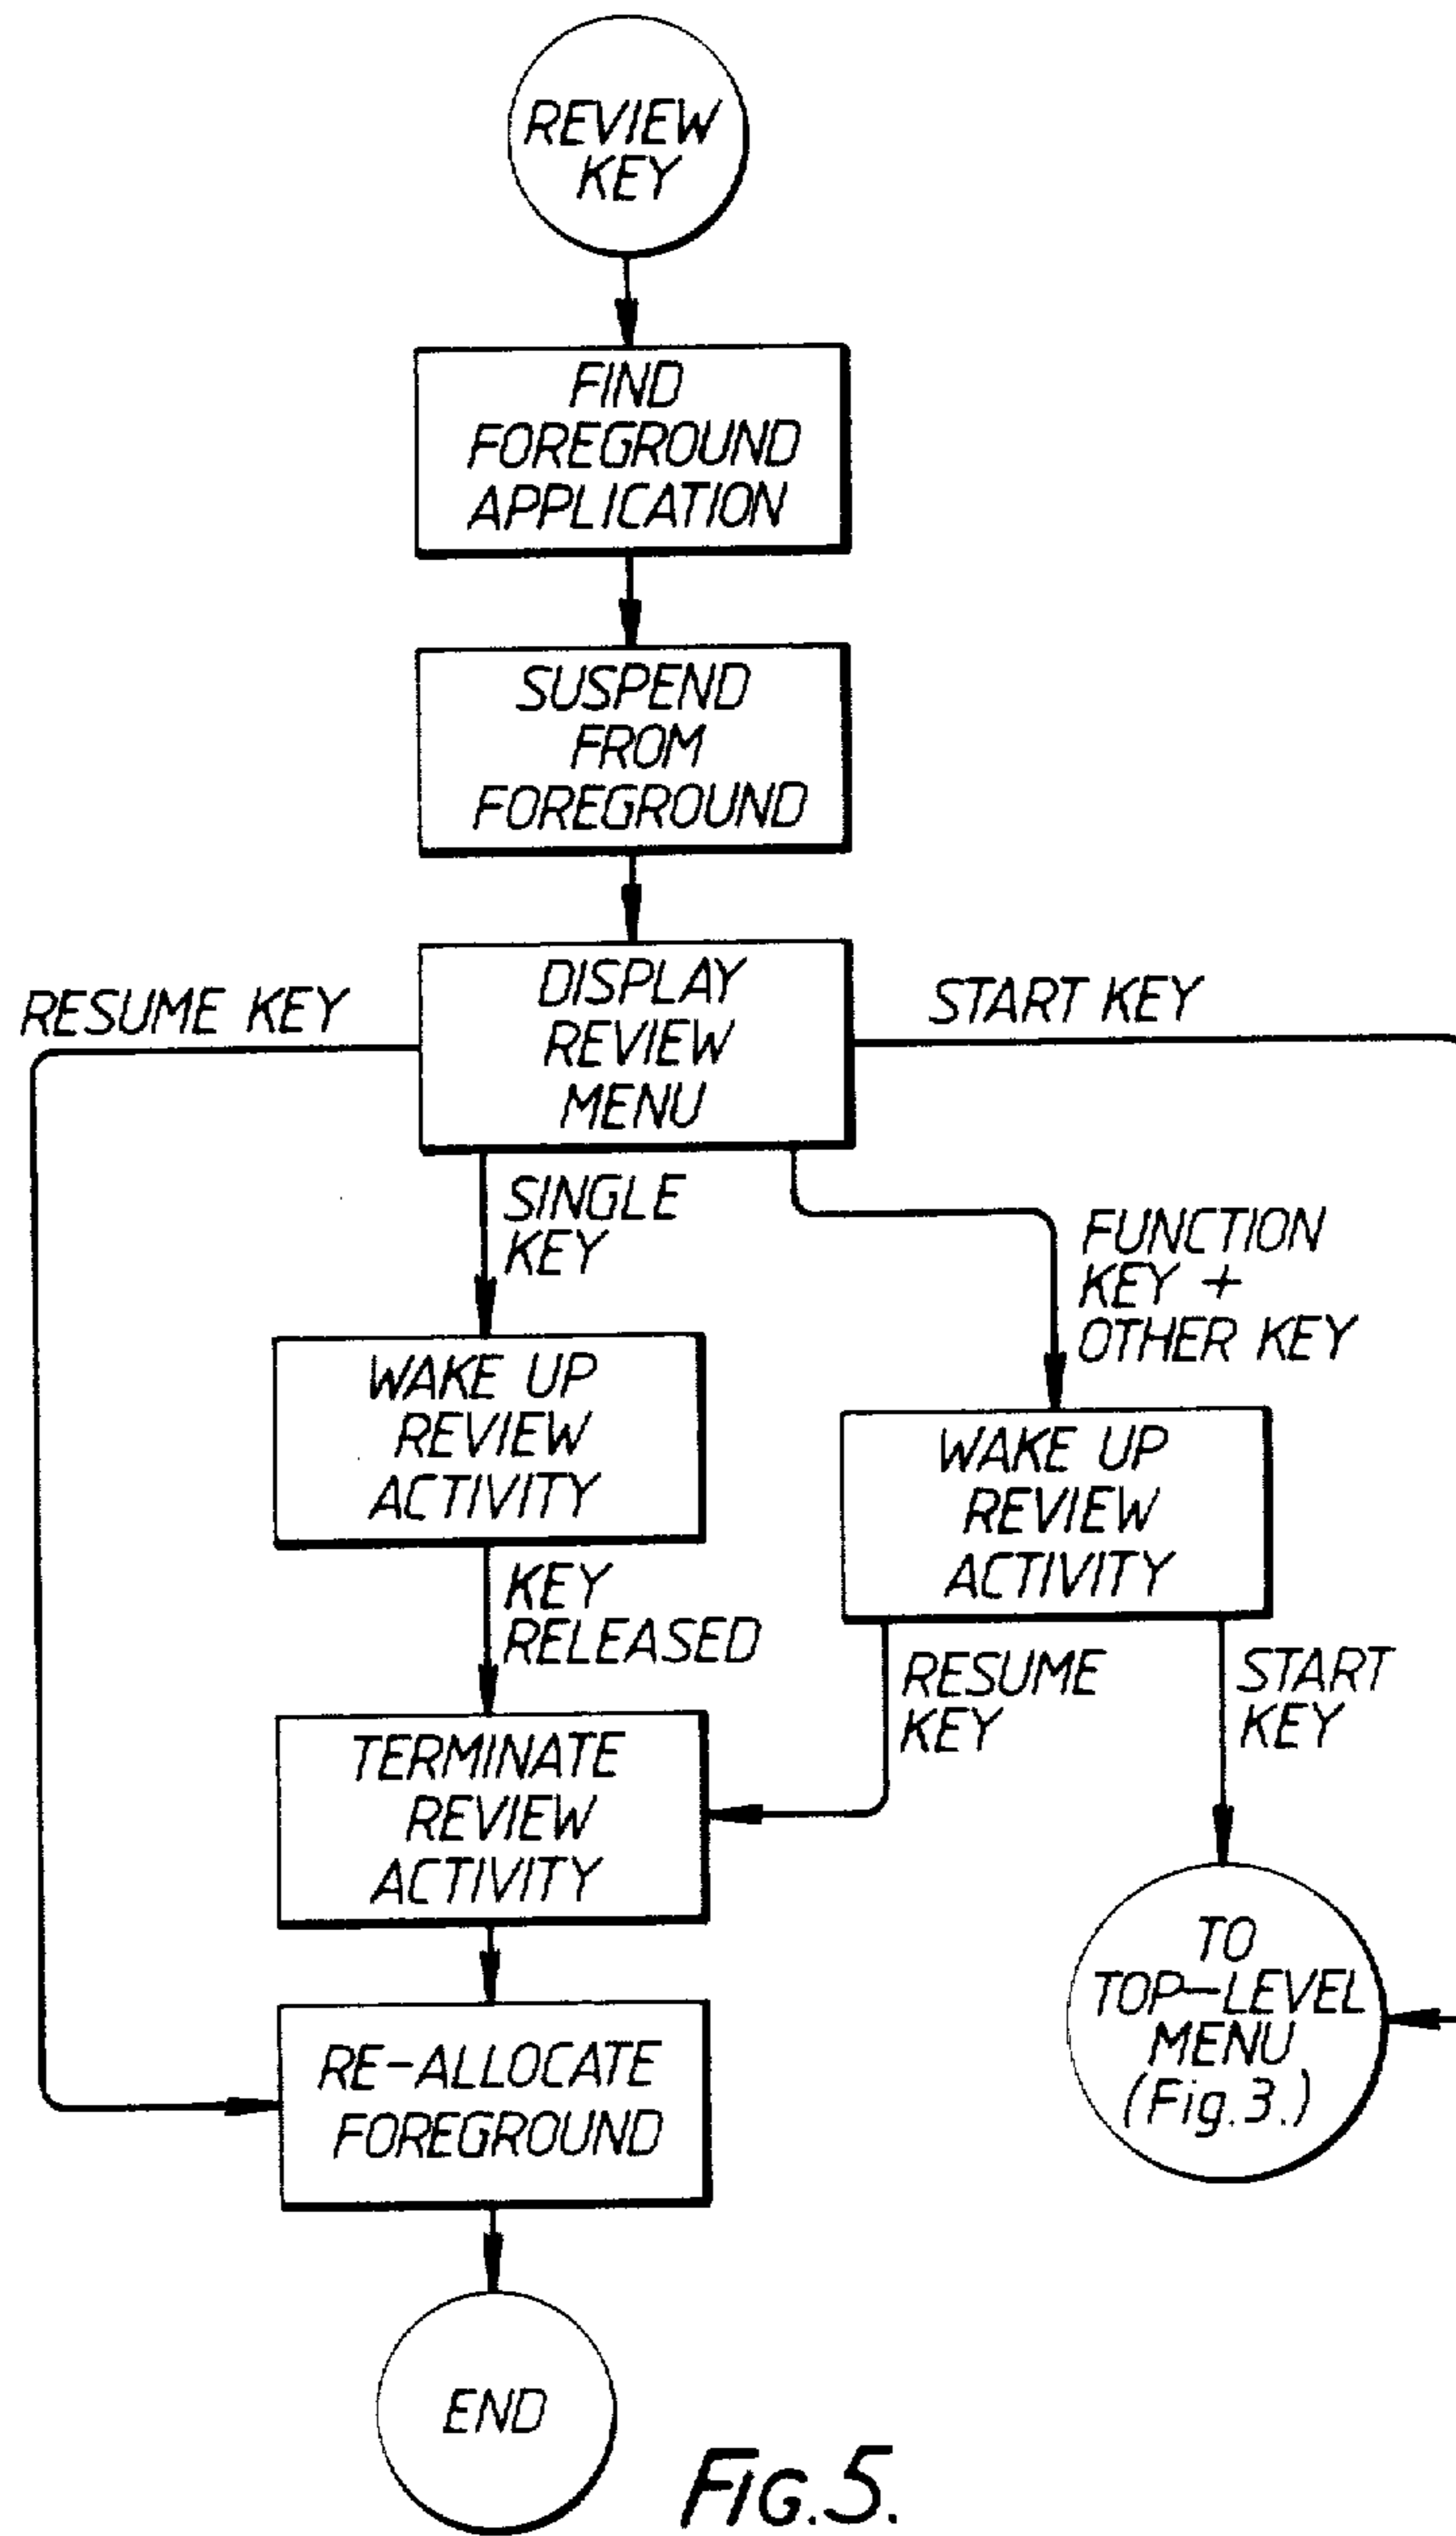 REVIEW
KEY
FIND
FOREGROUND
APPLICATION
SUSPEND
FROM
FOREGROUND
RESUME KEY
DISPLAY
REVIEW
MENU
START KEY
SINGLE
KEY
FUNCTION
KEY +
OTHER KEY
WAKE UP
REVIEW
ACTIVITY
WAKE UP
REVIEW
ACTIVITY
KEY
RELEASED
RESUME
KEY
START
KEY
TERMINATE
REVIEW
ACTIVITY
TO
TOP-LEVEL
MENU
(Fig.3.)
RE-ALLOCATE
FOREGROUND
END
FIG.5.